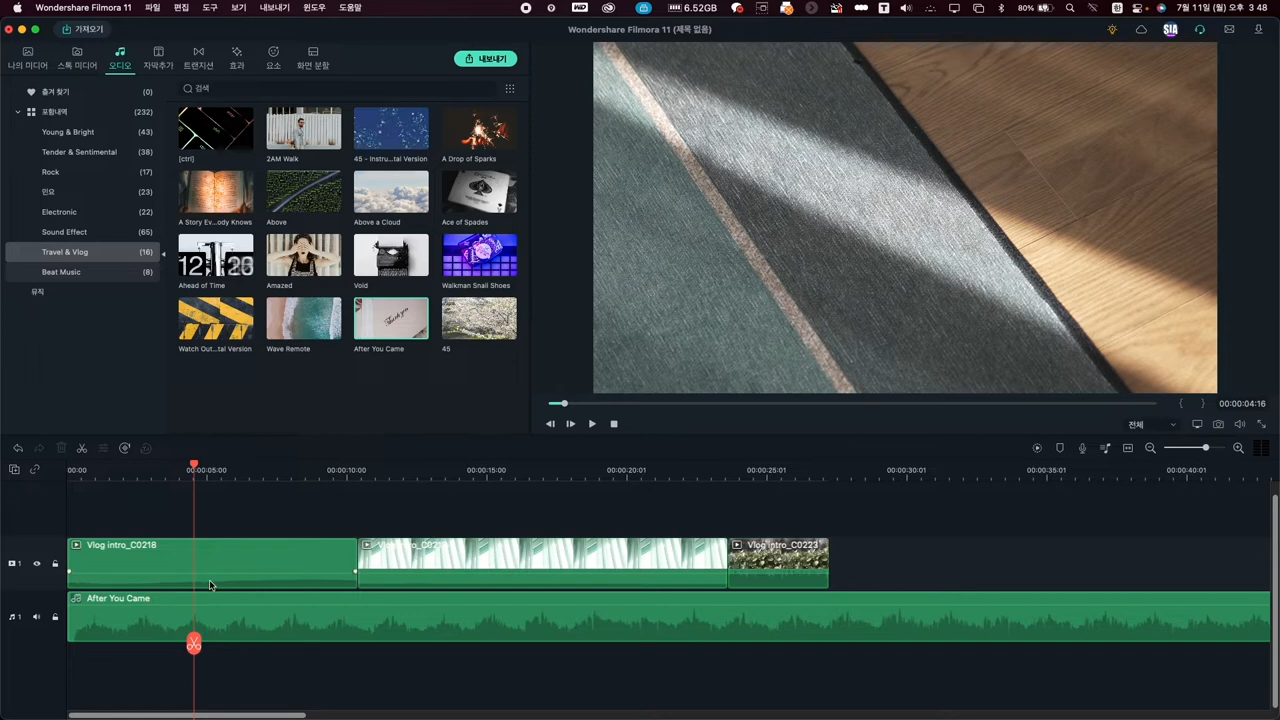 파일 편집 도구 보기 내보내기 윈도우 도움말
WD 6.52GB T 80% 한 7월 11일 (월) 오후 3 48
가져오기
Wondershare Filmora 11 (제목 없음)
SIA
나의 미디어 스톡 미디어 오디오 자막추가 트랜지션 효과 요소 화면 분할
내보내기
즐겨 찾기 (0)
포함내역 (232)
Young & Bright (43)
Tender & Sentimental (38)
Rock (17)
민요 (23)
Electronic (22)
Sound Effect (65)
Travel & Vlog (16)
Beat Music (8)
뮤직
검색
[ctrl] 2AM Walk 45 - Instru...tal Version A Drop of Sparks
A Story Ev...ody Knows Above Above a Cloud Ace of Spades
12 26
Ahead of Time Amazed Void Walkman Snail Shoes
Thank you
Watch Out...tal Version Wave Remote After You Came 45
00:00:04:16
전체
00:00 00:00:05:00 00:00:10:00 00:00:15:00 00:00:20:01 00:00:25:01 00:00:30:01 00:00:35:01 00:00:40:01
1
Vlog intro_C0218 Vlog intro_C0223
1
After You Came